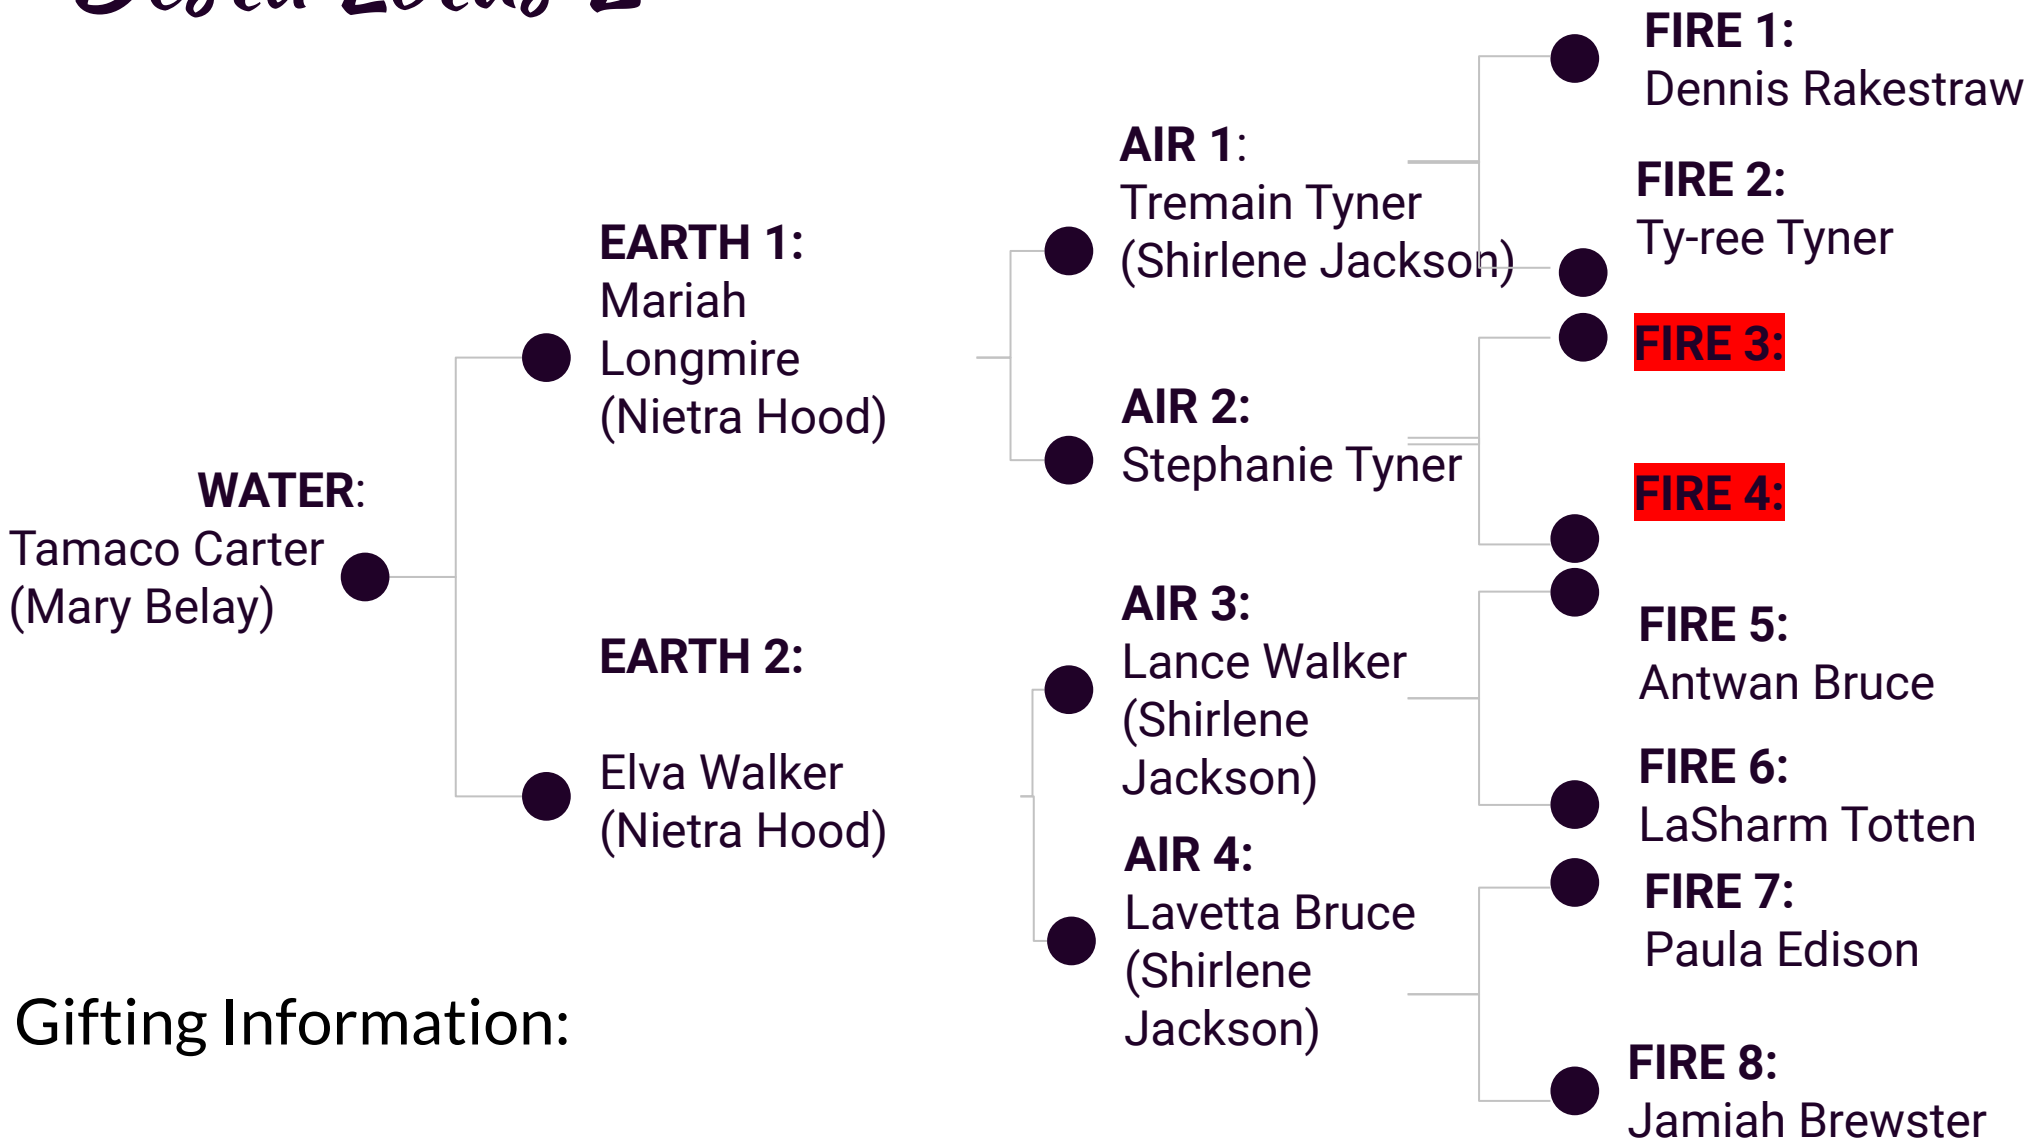 FIRE 1:
Dennis Rakestraw
AIR 1:
Tremain Tyner
(Shirlene Jackson)
FIRE 2:
Ty-ree Tyner
EARTH 1:
Mariah
Longmire
(Nietra Hood)
FIRE 3:
AIR 2:
Stephanie Tyner
FIRE 4:
WATER:
Tamaco Carter
(Mary Belay)
AIR 3:
Lance Walker
(Shirlene
Jackson)
FIRE 5:
Antwan Bruce
EARTH 2:
Elva Walker
(Nietra Hood)
FIRE 6:
LaSharm Totten
AIR 4:
Lavetta Bruce
(Shirlene
Jackson)
FIRE 7:
Paula Edison
Gifting Information:
FIRE 8:
Jamiah Brewster